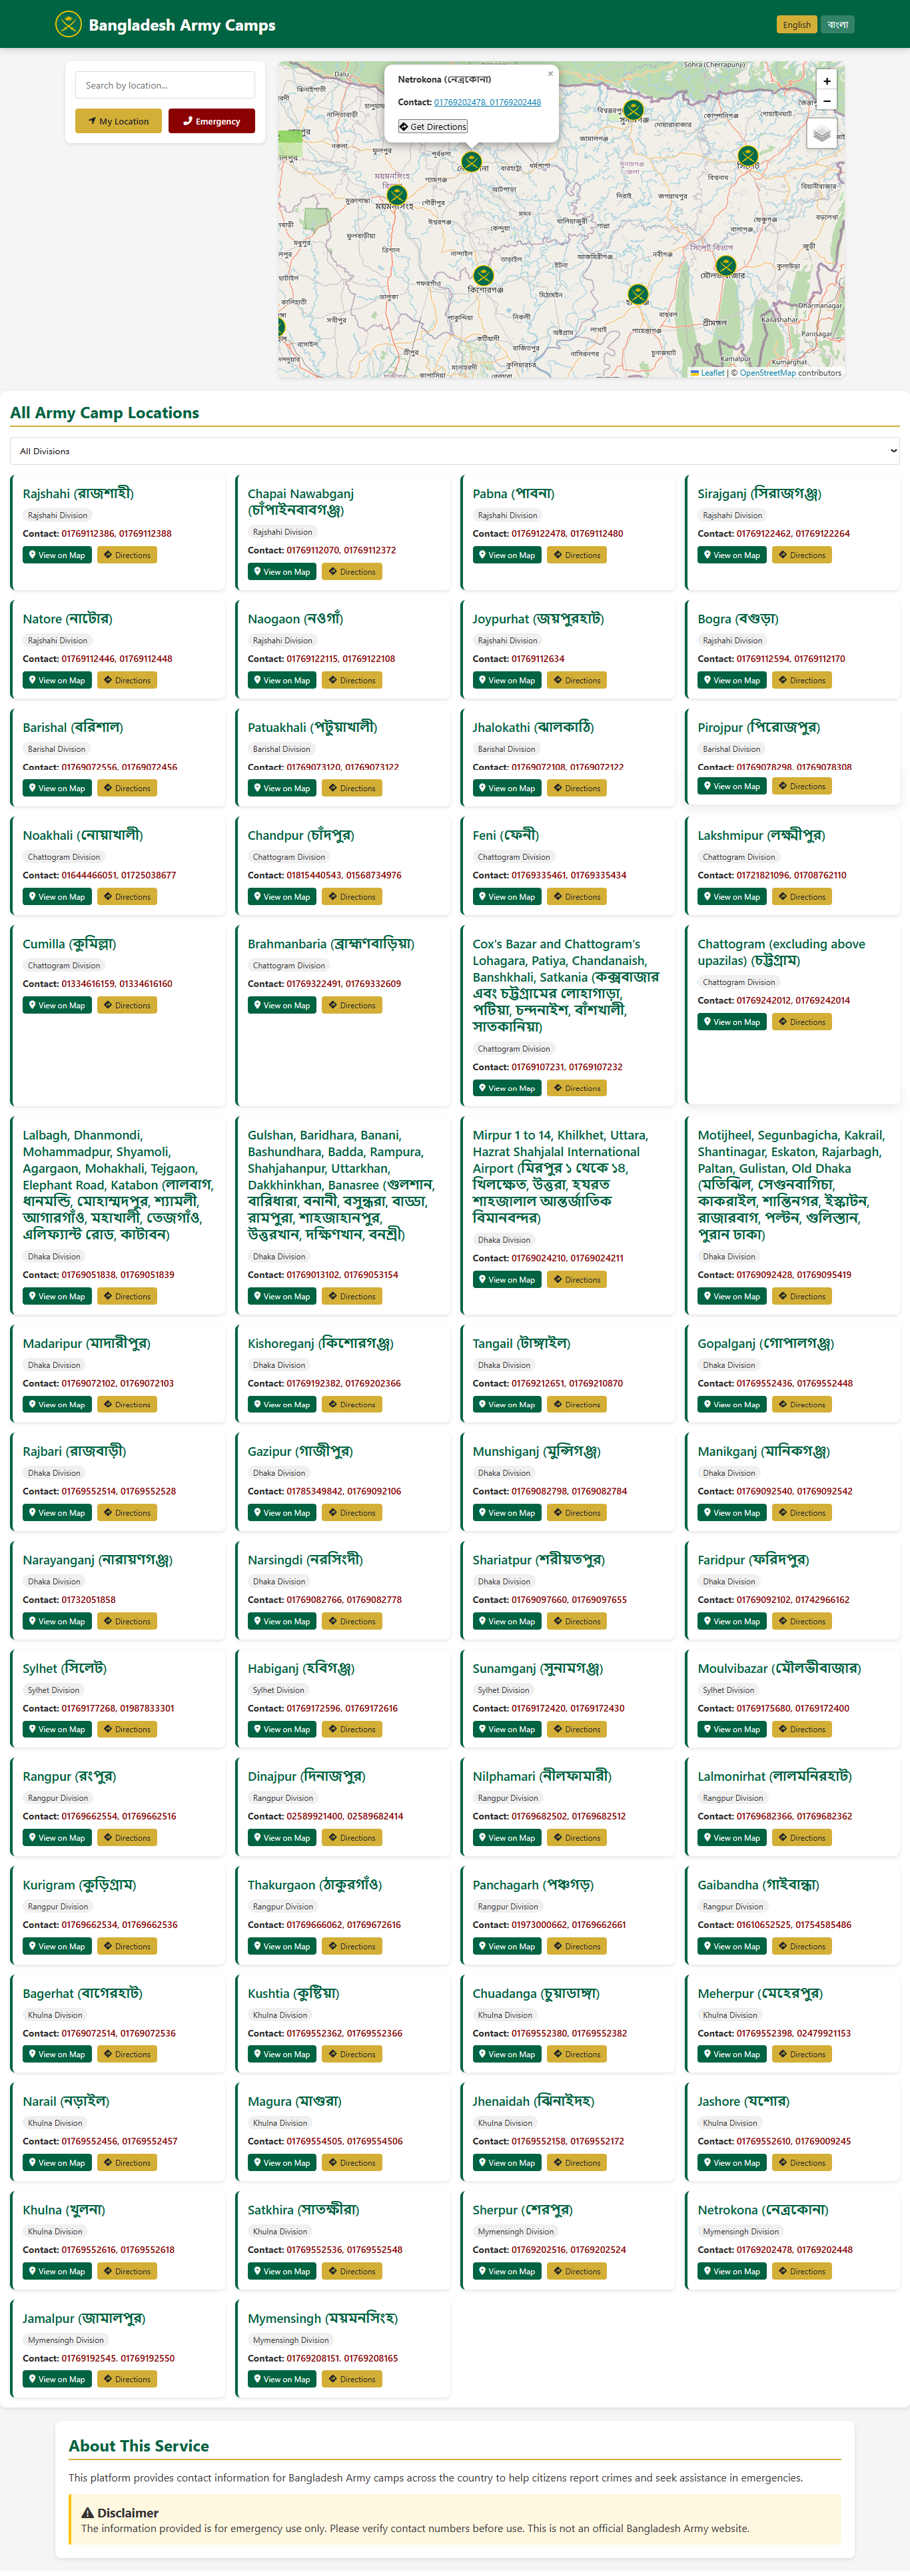 Bangladesh Army Camps
English
বাংলা
Search by location...
My Location
Emergency
Netrokona (নেত্রকোনা)
×
Contact: 01769202478, 01769202448
Get Directions
+
−
Leaflet | © OpenStreetMap contributors
All Army Camp Locations
All Divisions
Rajshahi (রাজশাহী)
Rajshahi Division
Contact: 01769112386, 01769112388
View on Map
Directions
Chapai Nawabganj
(চাঁপাইনবাবগঞ্জ)
Rajshahi Division
Contact: 01769112070, 01769112372
View on Map
Directions
Pabna (পাবনা)
Rajshahi Division
Contact: 01769122478, 01769112480
View on Map
Directions
Sirajganj (সিরাজগঞ্জ)
Rajshahi Division
Contact: 01769122462, 01769122264
View on Map
Directions
Natore (নাটোর)
Rajshahi Division
Contact: 01769112446, 01769112448
View on Map
Directions
Naogaon (নওগাঁ)
Rajshahi Division
Contact: 01769122115, 01769122108
View on Map
Directions
Joypurhat (জয়পুরহাট)
Rajshahi Division
Contact: 01769112634
View on Map
Directions
Bogra (বগুড়া)
Rajshahi Division
Contact: 01769112594, 01769112170
View on Map
Directions
Barishal (বরিশাল)
Barishal Division
Contact: 01769072556, 01769072456
View on Map
Directions
Patuakhali (পটুয়াখালী)
Barishal Division
Contact: 01769073120, 01769073122
View on Map
Directions
Jhalokathi (ঝালকাঠি)
Barishal Division
Contact: 01769072108, 01769072122
View on Map
Directions
Pirojpur (পিরোজপুর)
Barishal Division
Contact: 01769078298, 01769078308
View on Map
Directions
Noakhali (নোয়াখালী)
Chattogram Division
Contact: 01644466051, 01725038677
View on Map
Directions
Chandpur (চাঁদপুর)
Chattogram Division
Contact: 01815440543, 01568734976
View on Map
Directions
Feni (ফেনী)
Chattogram Division
Contact: 01769335461, 01769335434
View on Map
Directions
Lakshmipur (লক্ষ্মীপুর)
Chattogram Division
Contact: 01721821096, 01708762110
View on Map
Directions
Cumilla (কুমিল্লা)
Chattogram Division
Contact: 01334616159, 01334616160
View on Map
Directions
Brahmanbaria (ব্রাহ্মণবাড়িয়া)
Chattogram Division
Contact: 01769322491, 01769332609
View on Map
Directions
Cox's Bazar and Chattogram's
Lohagara, Patiya, Chandanaish,
Banshkhali, Satkania (কক্সবাজার
এবং চট্টগ্রামের লোহাগাড়া,
পটিয়া, চন্দনাইশ, বাঁশখালী,
সাতকানিয়া)
Chattogram Division
Contact: 01769107231, 01769107232
View on Map
Directions
Chattogram (excluding above
upazilas) (চট্টগ্রাম)
Chattogram Division
Contact: 01769242012, 01769242014
View on Map
Directions
Lalbagh, Dhanmondi,
Mohammadpur, Shyamoli,
Agargaon, Mohakhali, Tejgaon,
Elephant Road, Katabon (লালবাগ,
ধানমন্ডি, মোহাম্মদপুর, শ্যামলী,
আগারগাঁও, মহাখালী, তেজগাঁও,
এলিফ্যান্ট রোড, কাটাবন)
Dhaka Division
Contact: 01769051838, 01769051839
View on Map
Directions
Gulshan, Baridhara, Banani,
Bashundhara, Badda, Rampura,
Shahjahanpur, Uttarkhan,
Dakkhinkhan, Banasree (গুলশান,
বারিধারা, বনানী, বসুন্ধরা, বাড্ডা,
রামপুরা, শাহজাহানপুর,
উত্তরখান, দক্ষিণখান, বনশ্রী)
Dhaka Division
Contact: 01769013102, 01769053154
View on Map
Directions
Mirpur 1 to 14, Khilkhet, Uttara,
Hazrat Shahjalal International
Airport (মিরপুর ১ থেকে ১৪,
খিলক্ষেত, উত্তরা, হযরত
শাহজালাল আন্তর্জাতিক
বিমানবন্দর)
Dhaka Division
Contact: 01769024210, 01769024211
View on Map
Directions
Motijheel, Segunbagicha, Kakrail,
Shantinagar, Eskaton, Rajarbagh,
Paltan, Gulistan, Old Dhaka
(মতিঝিল, সেগুনবাগিচা,
কাকরাইল, শান্তিনগর, ইস্কাটন,
রাজারবাগ, পল্টন, গুলিস্তান,
পুরান ঢাকা)
Dhaka Division
Contact: 01769092428, 01769095419
View on Map
Directions
Madaripur (মাদারীপুর)
Dhaka Division
Contact: 01769072102, 01769072103
View on Map
Directions
Kishoreganj (কিশোরগঞ্জ)
Dhaka Division
Contact: 01769192382, 01769202366
View on Map
Directions
Tangail (টাঙ্গাইল)
Dhaka Division
Contact: 01769212651, 01769210870
View on Map
Directions
Gopalganj (গোপালগঞ্জ)
Dhaka Division
Contact: 01769552436, 01769552448
View on Map
Directions
Rajbari (রাজবাড়ী)
Dhaka Division
Contact: 01769552514, 01769552528
View on Map
Directions
Gazipur (গাজীপুর)
Dhaka Division
Contact: 01785349842, 01769092106
View on Map
Directions
Munshiganj (মুন্সিগঞ্জ)
Dhaka Division
Contact: 01769082798, 01769082784
View on Map
Directions
Manikganj (মানিকগঞ্জ)
Dhaka Division
Contact: 01769092540, 01769092542
View on Map
Directions
Narayanganj (নারায়ণগঞ্জ)
Dhaka Division
Contact: 01732051858
View on Map
Directions
Narsingdi (নরসিংদী)
Dhaka Division
Contact: 01769082766, 01769082778
View on Map
Directions
Shariatpur (শরীয়তপুর)
Dhaka Division
Contact: 01769097660, 01769097655
View on Map
Directions
Faridpur (ফরিদপুর)
Dhaka Division
Contact: 01769092102, 01742966162
View on Map
Directions
Sylhet (সিলেট)
Sylhet Division
Contact: 01769177268, 01987833301
View on Map
Directions
Habiganj (হবিগঞ্জ)
Sylhet Division
Contact: 01769172596, 01769172616
View on Map
Directions
Sunamganj (সুনামগঞ্জ)
Sylhet Division
Contact: 01769172420, 01769172430
View on Map
Directions
Moulvibazar (মৌলভীবাজার)
Sylhet Division
Contact: 01769175680, 01769172400
View on Map
Directions
Rangpur (রংপুর)
Rangpur Division
Contact: 01769662554, 01769662516
View on Map
Directions
Dinajpur (দিনাজপুর)
Rangpur Division
Contact: 02589921400, 02589682414
View on Map
Directions
Nilphamari (নীলফামারী)
Rangpur Division
Contact: 01769682502, 01769682512
View on Map
Directions
Lalmonirhat (লালমনিরহাট)
Rangpur Division
Contact: 01769682366, 01769682362
View on Map
Directions
Kurigram (কুড়িগ্রাম)
Rangpur Division
Contact: 01769662534, 01769662536
View on Map
Directions
Thakurgaon (ঠাকুরগাঁও)
Rangpur Division
Contact: 01769666062, 01769672616
View on Map
Directions
Panchagarh (পঞ্চগড়)
Rangpur Division
Contact: 01973000662, 01769662661
View on Map
Directions
Gaibandha (গাইবান্ধা)
Rangpur Division
Contact: 01610652525, 01754585486
View on Map
Directions
Bagerhat (বাগেরহাট)
Khulna Division
Contact: 01769072514, 01769072536
View on Map
Directions
Kushtia (কুষ্টিয়া)
Khulna Division
Contact: 01769552362, 01769552366
View on Map
Directions
Chuadanga (চুয়াডাঙ্গা)
Khulna Division
Contact: 01769552380, 01769552382
View on Map
Directions
Meherpur (মেহেরপুর)
Khulna Division
Contact: 01769552398, 02479921153
View on Map
Directions
Narail (নড়াইল)
Khulna Division
Contact: 01769552456, 01769552457
View on Map
Directions
Magura (মাগুরা)
Khulna Division
Contact: 01769554505, 01769554506
View on Map
Directions
Jhenaidah (ঝিনাইদহ)
Khulna Division
Contact: 01769552158, 01769552172
View on Map
Directions
Jashore (যশোর)
Khulna Division
Contact: 01769552610, 01769009245
View on Map
Directions
Khulna (খুলনা)
Khulna Division
Contact: 01769552616, 01769552618
View on Map
Directions
Satkhira (সাতক্ষীরা)
Khulna Division
Contact: 01769552536, 01769552548
View on Map
Directions
Sherpur (শেরপুর)
Mymensingh Division
Contact: 01769202516, 01769202524
View on Map
Directions
Netrokona (নেত্রকোনা)
Mymensingh Division
Contact: 01769202478, 01769202448
View on Map
Directions
Jamalpur (জামালপুর)
Mymensingh Division
Contact: 01769192545, 01769192550
View on Map
Directions
Mymensingh (ময়মনসিংহ)
Mymensingh Division
Contact: 01769208151, 01769208165
View on Map
Directions
About This Service
This platform provides contact information for Bangladesh Army camps across the country to help citizens report crimes and seek assistance in emergencies.
Disclaimer
The information provided is for emergency use only. Please verify contact numbers before use. This is not an official Bangladesh Army website.